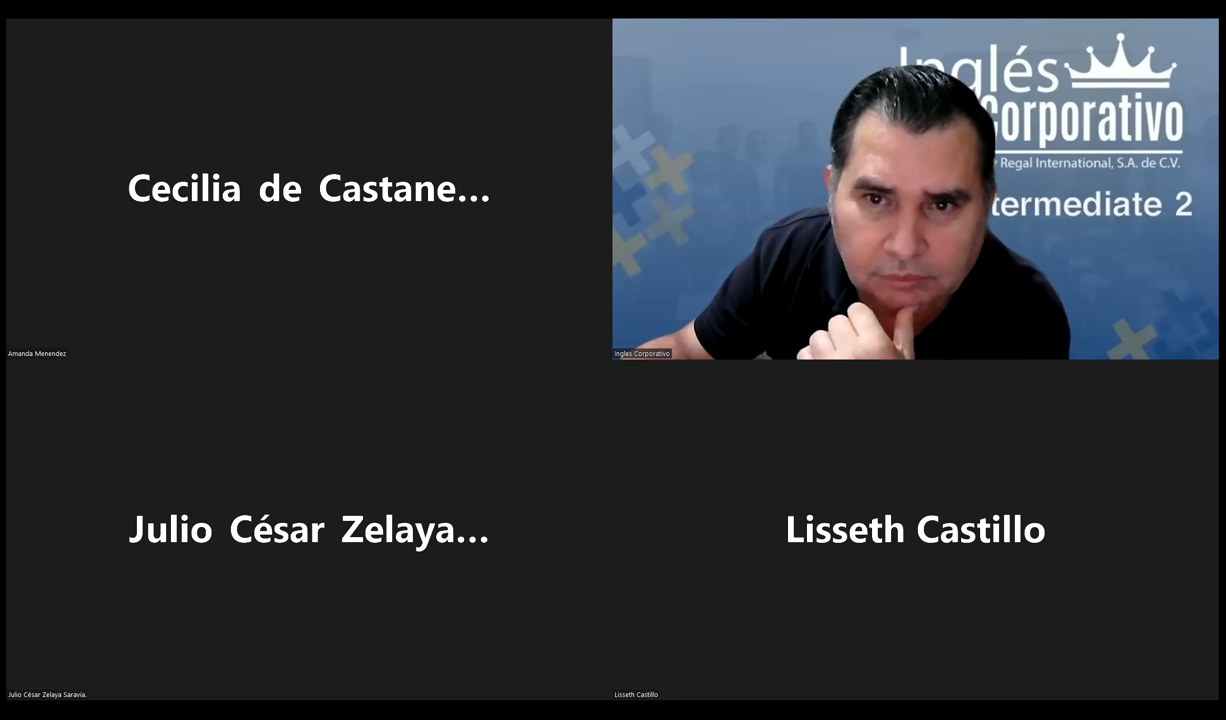 Cecilia de Castane...
Amanda Menendez
Inglés
Corporativo
Regal International, S.A. de C.V.
ntermediate 2
Ingles Corporativo
Julio César Zelaya...
Julio César Zelaya Saravia.
Lisseth Castillo
Lisseth Castillo